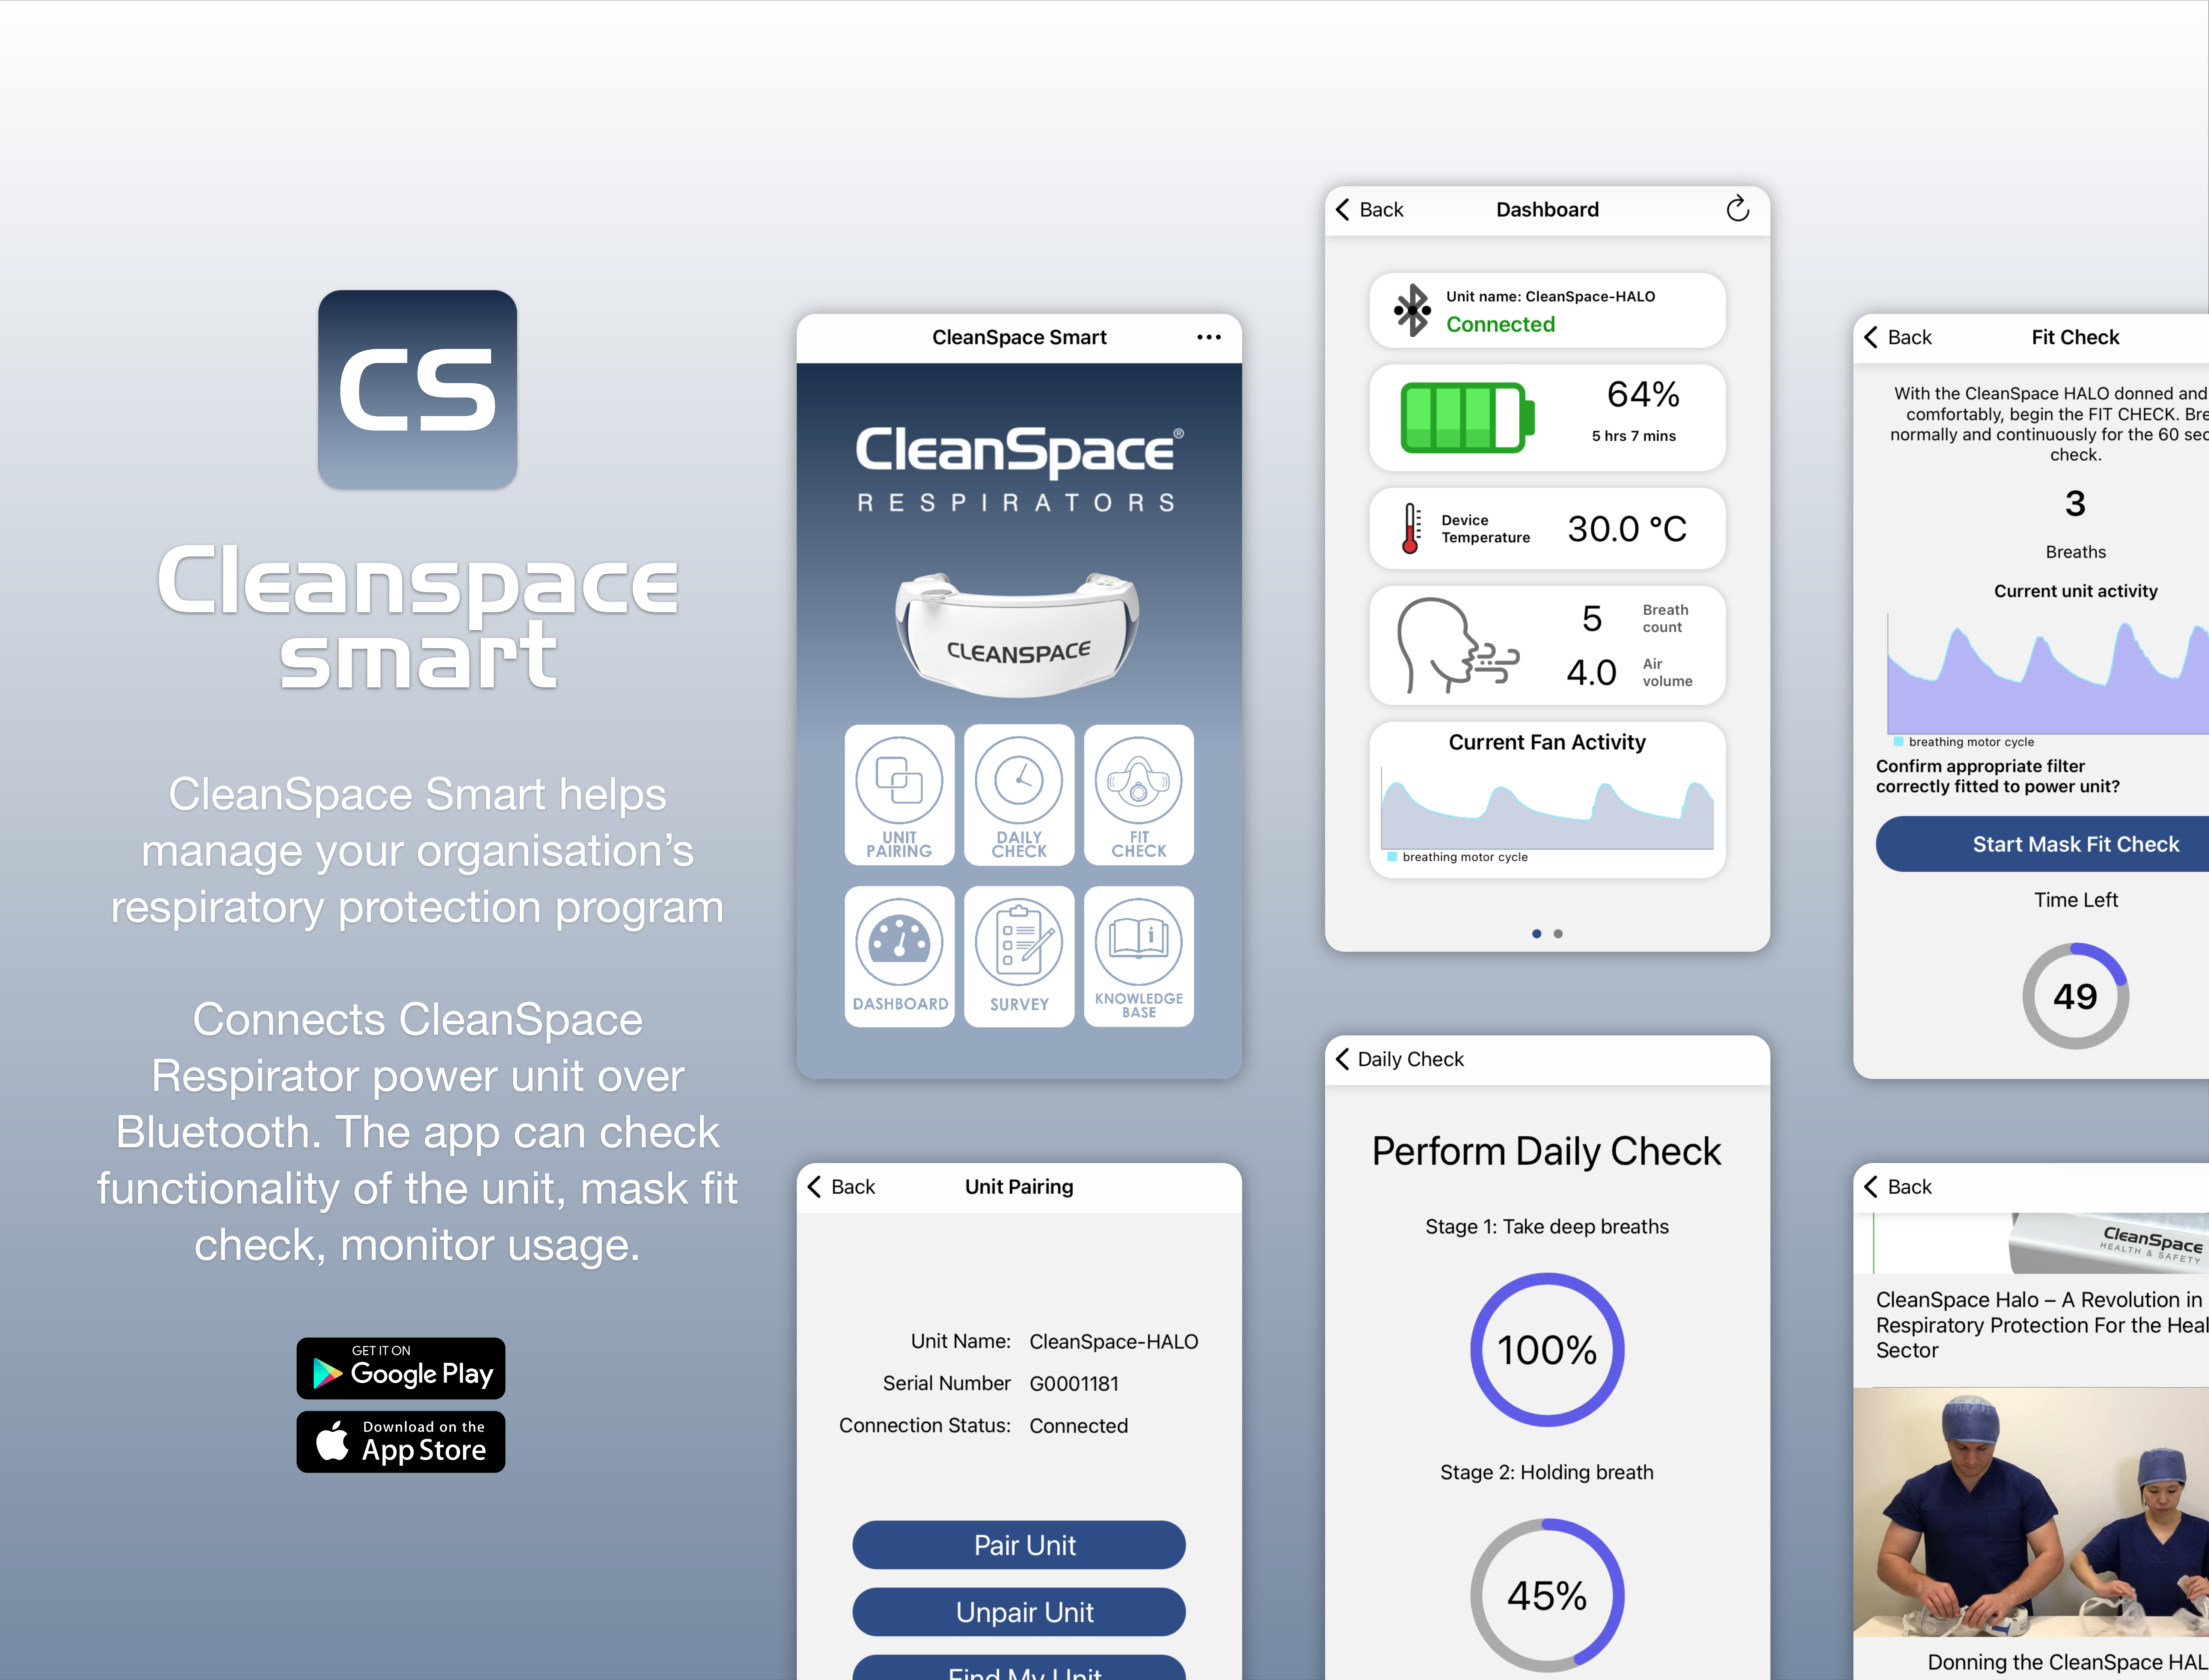 CS
Cleanspace
smart
CleanSpace Smart helps
manage your organisation’s
respiratory protection program
Connects CleanSpace
Respirator power unit over
Bluetooth. The app can check
functionality of the unit, mask fit
check, monitor usage.
GET IT ON
Google Play
Download on the
App Store
CleanSpace Smart
CleanSpace®
RESPIRATORS
CLEANSPACE
UNIT
PAIRING
DAILY
CHECK
FIT
CHECK
DASHBOARD
SURVEY
KNOWLEDGE
BASE
Back
Unit Pairing
Unit Name: CleanSpace-HALO
Serial Number G0001181
Connection Status: Connected
Pair Unit
Unpair Unit
Find My Unit
Back
Dashboard
Unit name: CleanSpace-HALO
Connected
64%
5 hrs 7 mins
Device
Temperature
30.0 °C
5
Breath
count
4.0
Air
volume
Current Fan Activity
breathing motor cycle
Daily Check
Perform Daily Check
Stage 1: Take deep breaths
100%
Stage 2: Holding breath
45%
Back
Fit Check
With the CleanSpace HALO donned and
comfortably, begin the FIT CHECK. Bre
normally and continuously for the 60 sec
check.
3
Breaths
Current unit activity
breathing motor cycle
Confirm appropriate filter
correctly fitted to power unit?
Start Mask Fit Check
Time Left
49
Back
CleanSpace
HEALTH & SAFETY
CleanSpace Halo – A Revolution in
Respiratory Protection For the Heal
Sector
Donning the CleanSpace HAL